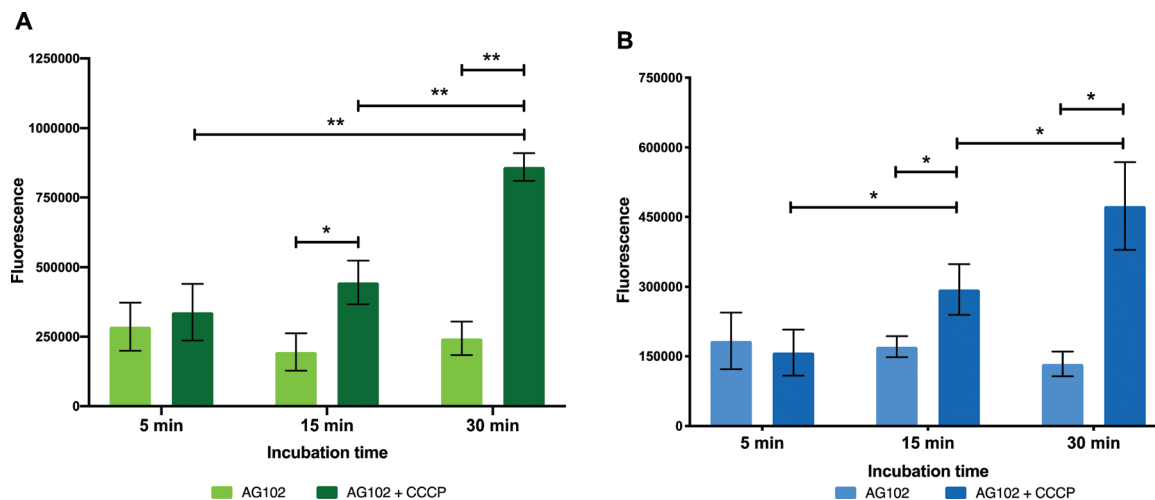 A
1250000
1000000
750000
500000
250000
0
Fluorescence
**
**
**
*
5 min
15 min
30 min
Incubation time
AG102
AG102 + CCCP
B
750000
600000
450000
300000
150000
0
Fluorescence
*
*
*
*
5 min
15 min
30 min
Incubation time
AG102
AG102 + CCCP